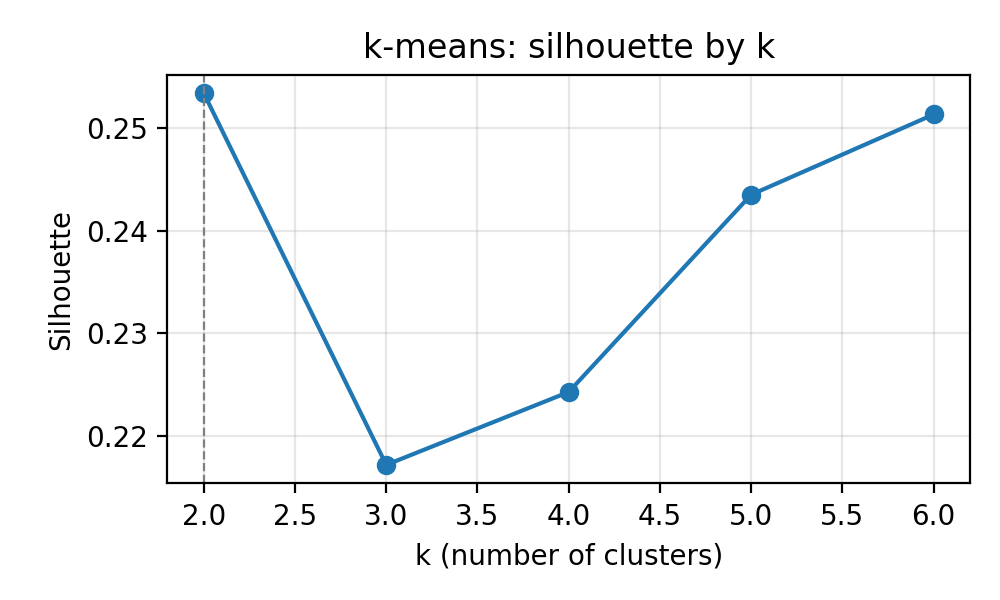 k-means: silhouette by k
Silhouette
0.25
0.24
0.23
0.22
2.0 2.5 3.0 3.5 4.0 4.5 5.0 5.5 6.0
k (number of clusters)